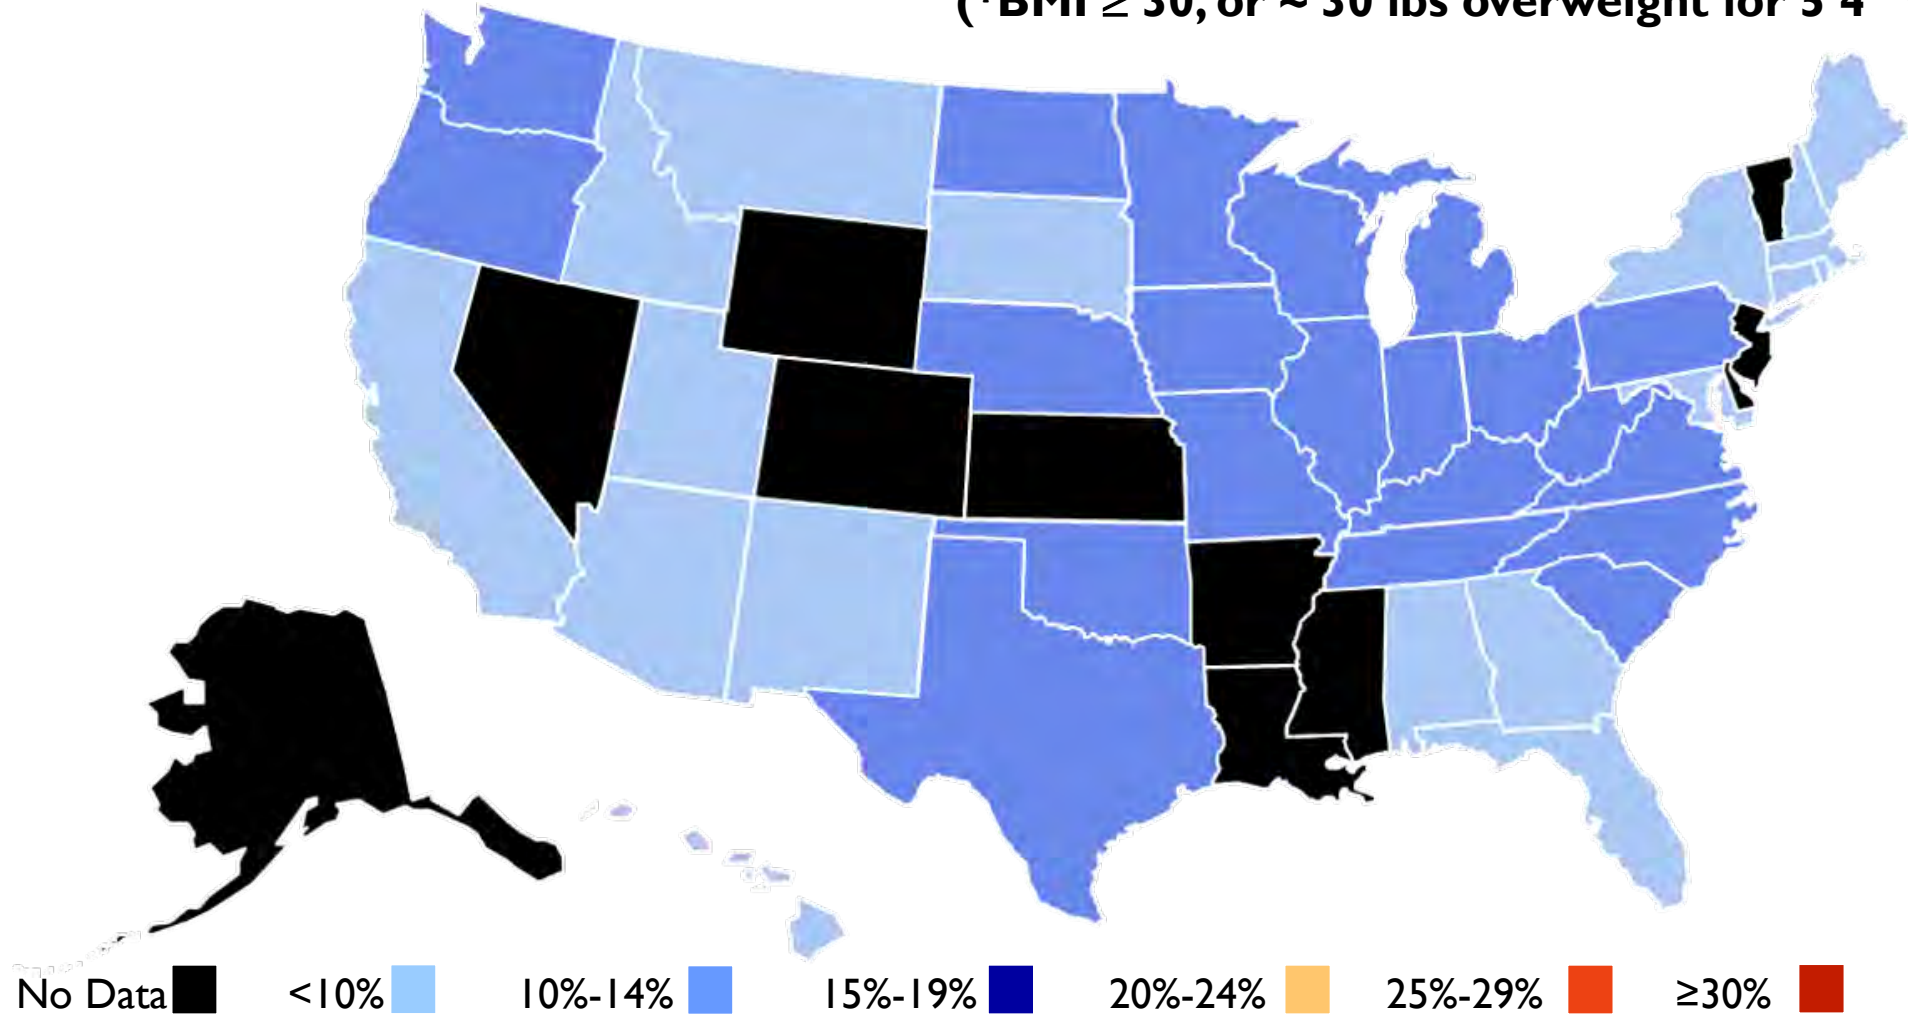 (*BMI ≥ 30, or ~ 30 lbs overweight for 5'4"
No Data <10% 10%-14% 15%-19% 20%-24% 25%-29% ≥30%